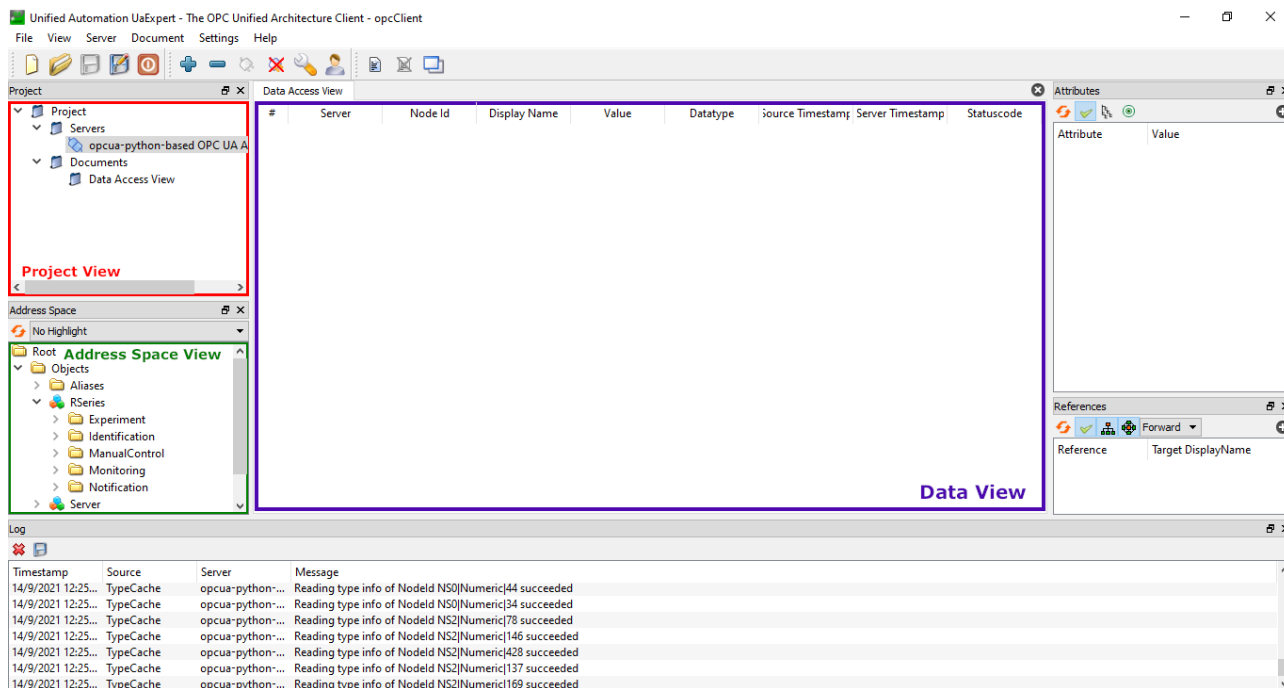 Unified Automation UaExpert - The OPC Unified Architecture Client - opcClient
File View Server Document Settings Help
Project
Data Access View
Attributes
Project
Servers
opcua-python-based OPC UA A
Documents
Data Access View
Project View
# Server Node Id Display Name Value Datatype Source Timestamp Server Timestamp Statuscode
Data View
Attribute Value
Address Space
No Highlight
Root
Address Space View
Objects
Aliases
RSeries
Experiment
Identification
ManualControl
Monitoring
Notification
Server
References
Forward
Reference Target DisplayName
Log
Timestamp Source Server Message
14/9/2021 12:25... TypeCache opcua-python-... Reading type info of NodeId NS0|Numeric|44 succeeded
14/9/2021 12:25... TypeCache opcua-python-... Reading type info of NodeId NS0|Numeric|34 succeeded
14/9/2021 12:25... TypeCache opcua-python-... Reading type info of NodeId NS2|Numeric|78 succeeded
14/9/2021 12:25... TypeCache opcua-python-... Reading type info of NodeId NS2|Numeric|146 succeeded
14/9/2021 12:25... TypeCache opcua-python-... Reading type info of NodeId NS2|Numeric|428 succeeded
14/9/2021 12:25... TypeCache opcua-python-... Reading type info of NodeId NS2|Numeric|137 succeeded
14/9/2021 12:25... TypeCache opcua-python-... Reading type info of NodeId NS2|Numeric|169 succeeded